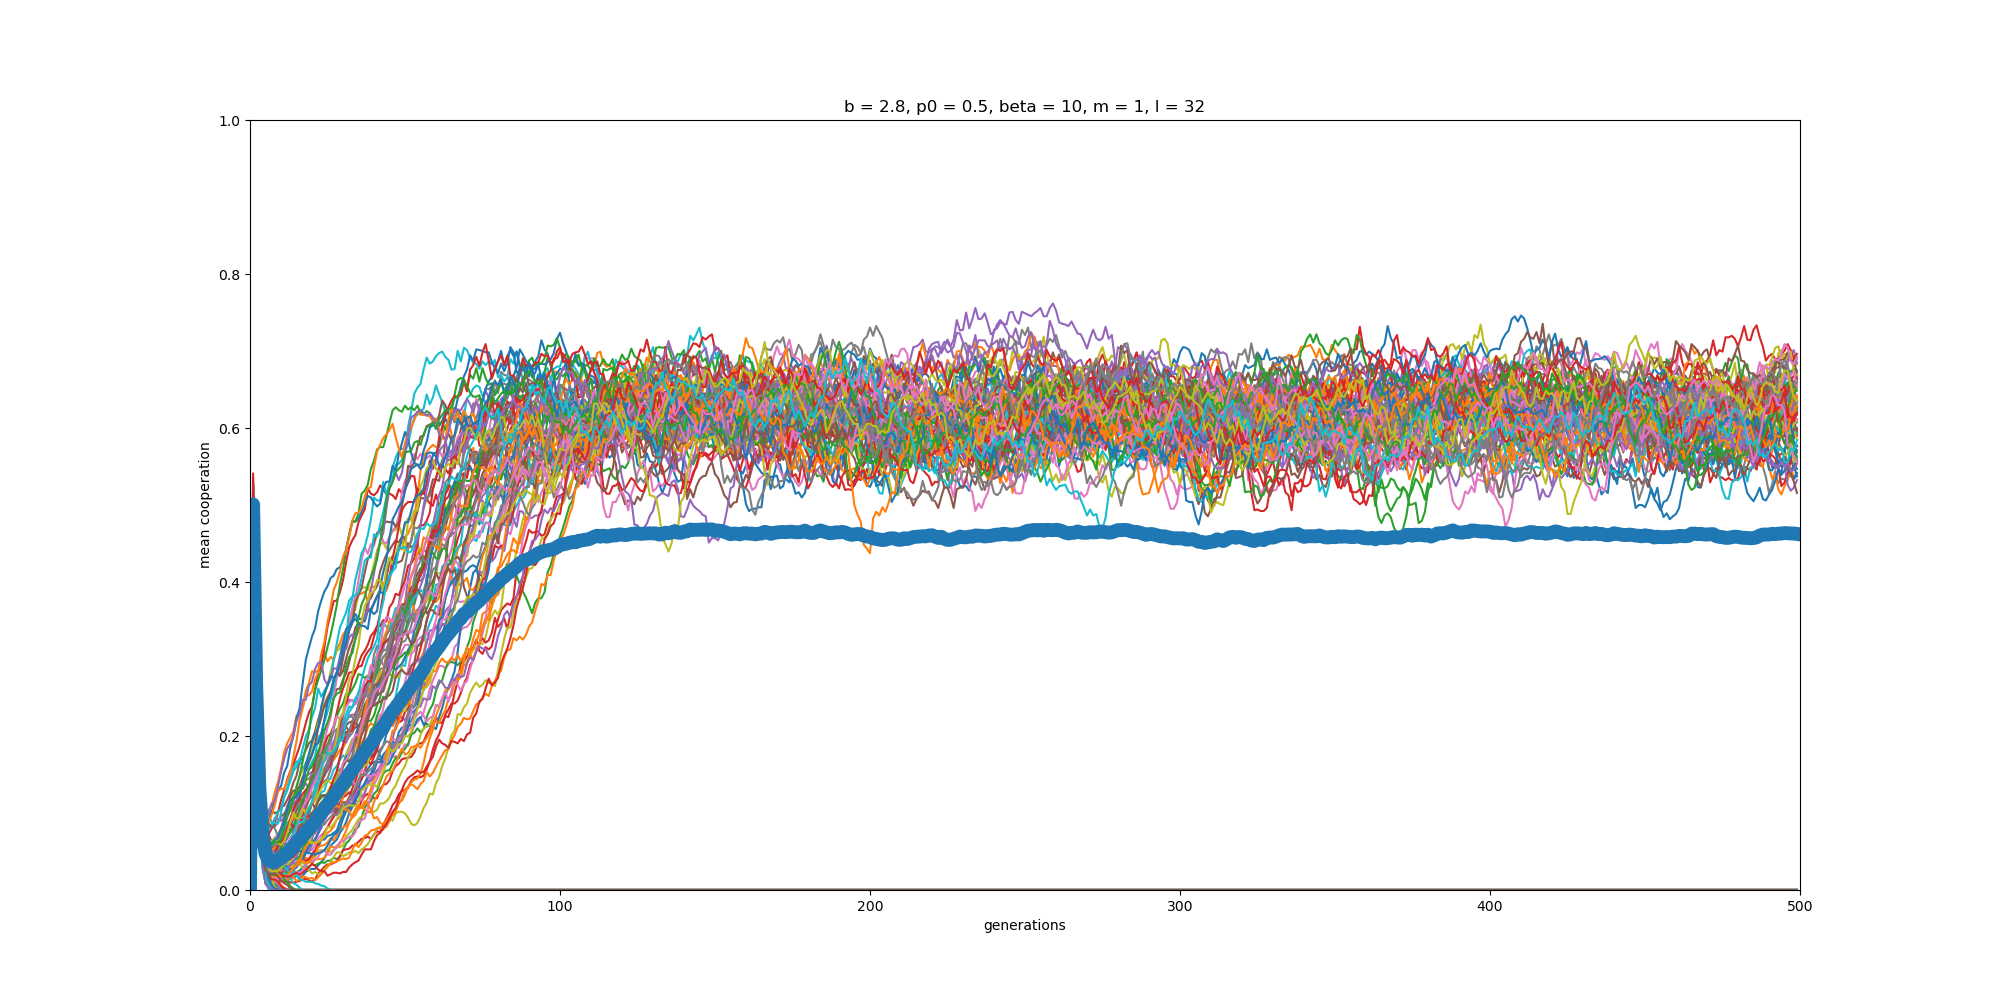 b = 2.8, p0 = 0.5, beta = 10, m = 1, l = 32
1.0
0.8
0.6
0.4
0.2
0.0
mean cooperation
0 100 200 300 400 500
generations